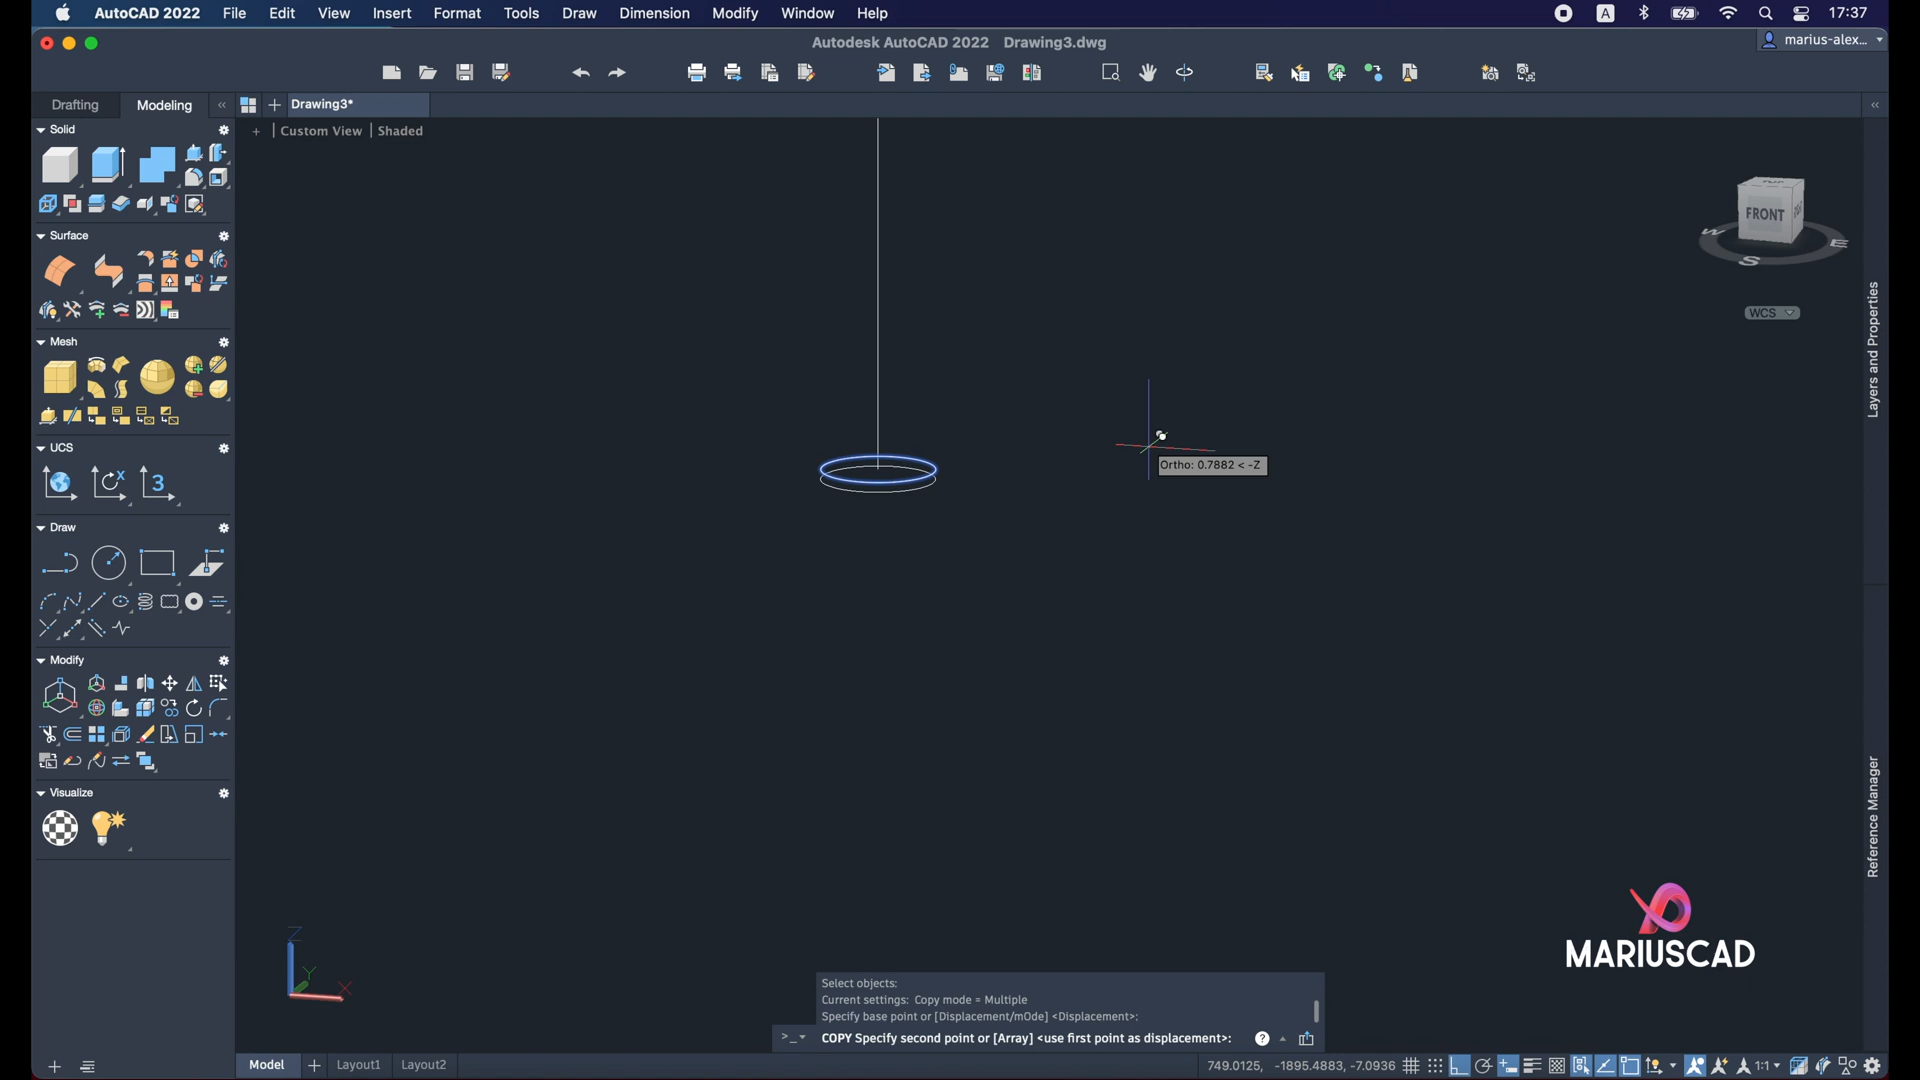 AutoCAD 2022 File Edit View Insert Format Tools Draw Dimension Modify Window Help A 17:37
Autodesk AutoCAD 2022 Drawing3.dwg
marius-alex...
Drafting Modeling « + Drawing3* «
Solid
+ | Custom View | Shaded
TOP
FRONT
W E
S
WCS
Surface
Mesh
UCS
X 3
Draw
Modify
Visualize
Layers and Properties
Reference Manager
Ortho: 0.7882 < -Z
MARIUSCAD
Z
Y
X
Select objects:
Current settings: Copy mode = Multiple
Specify base point or [Displacement/mOde] <Displacement>:
>_ COPY Specify second point or [Array] <use first point as displacement>: ?
Model + Layout1 Layout2
749.0125, -1895.4883, -7.0936 1:1